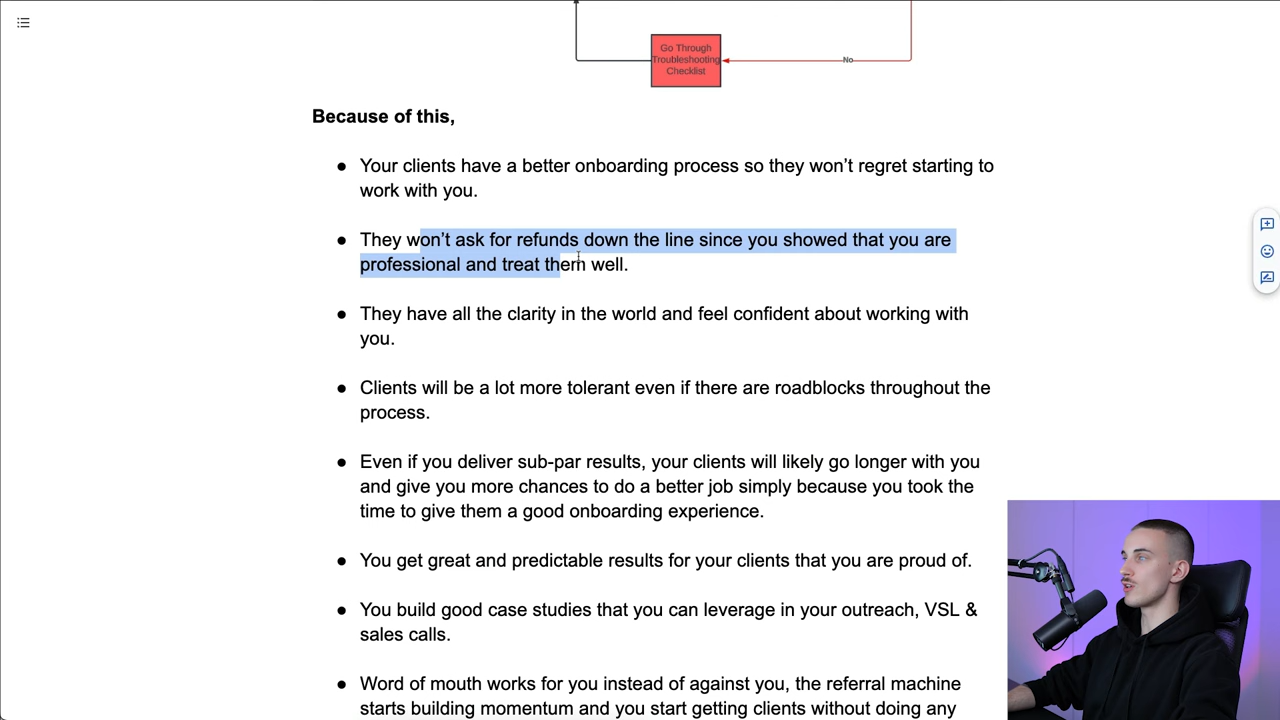 Go Through
Troubleshooting
Checklist
No
Because of this,
● Your clients have a better onboarding process so they won’t regret starting to
work with you.
● They won’t ask for refunds down the line since you showed that you are
professional and treat them well.
● They have all the clarity in the world and feel confident about working with
you.
● Clients will be a lot more tolerant even if there are roadblocks throughout the
process.
● Even if you deliver sub-par results, your clients will likely go longer with you
and give you more chances to do a better job simply because you took the
time to give them a good onboarding experience.
● You get great and predictable results for your clients that you are proud of.
● You build good case studies that you can leverage in your outreach, VSL &
sales calls.
● Word of mouth works for you instead of against you, the referral machine
starts building momentum and you start getting clients without doing any